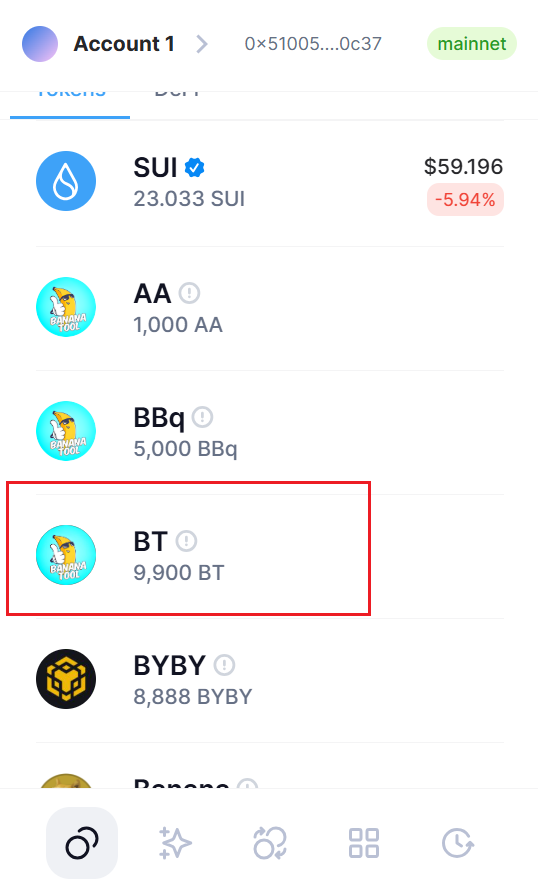 Account 1
0×51005....0c37
mainnet
Tokens
DeFi
SUI
$59.196
23.033 SUI
-5.94%
AA
1,000 AA
BANANA
TOOL
BBq
5,000 BBq
BANANA
TOOL
BT
9,900 BT
BANANA
TOOL
BYBY
8,888 BYBY
Banana